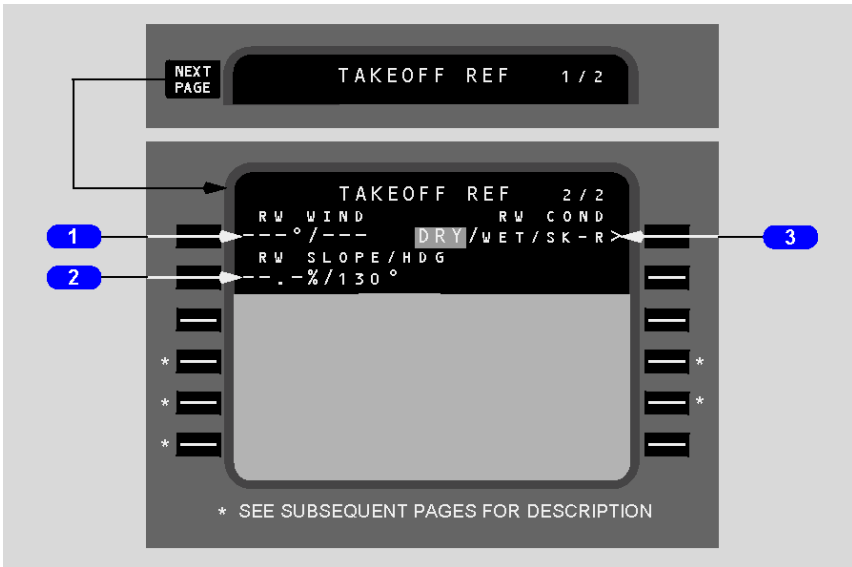 NEXT PAGE
TAKEOFF REF 1/2
TAKEOFF REF 2/2
RW WIND RW COND
1 ---°/--- DRY/WET/SK-R> 3
RW SLOPE/HDG
2 --.-%/130°
* *
* *
*
* SEE SUBSEQUENT PAGES FOR DESCRIPTION